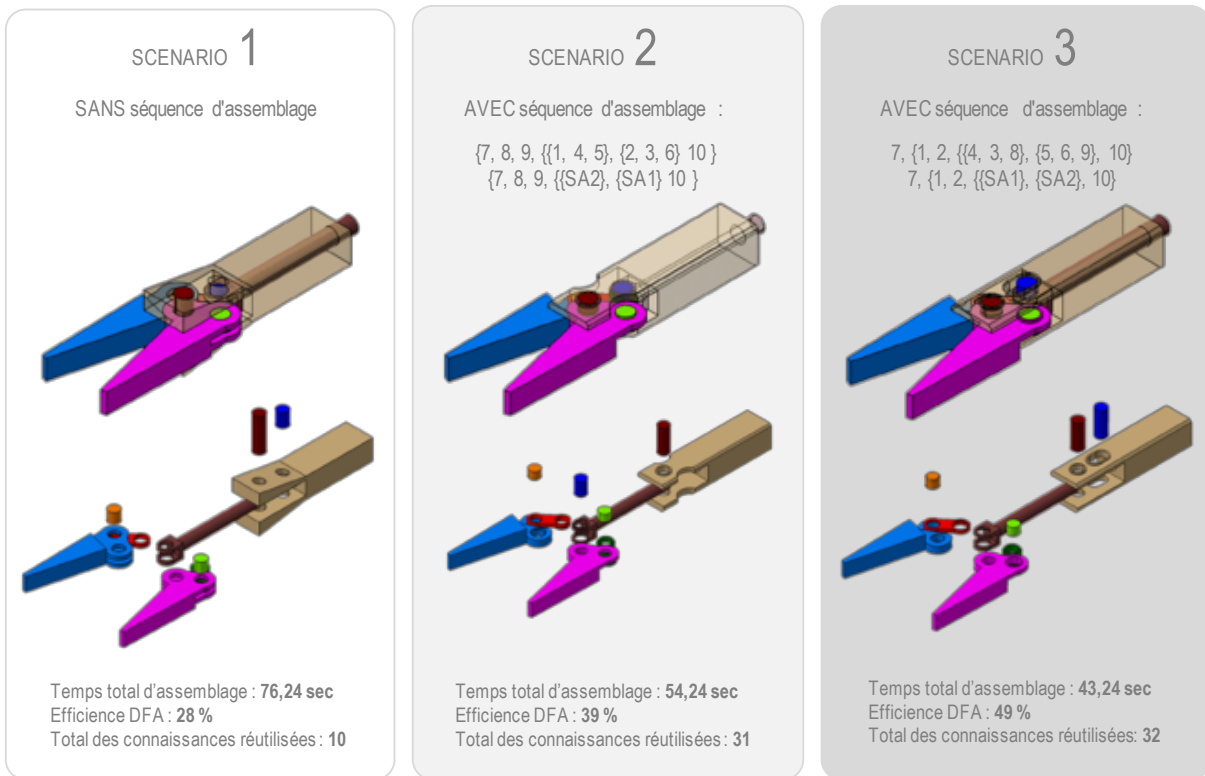 SCENARIO 1
SANS séquence d'assemblage
Temps total d'assemblage : 76,24 sec
Efficience DFA : 28 %
Total des connaissances réutilisées : 10
SCENARIO 2
AVEC séquence d'assemblage :
{7, 8, 9, {{1, 4, 5}, {2, 3, 6} 10 }
{7, 8, 9, {{SA2}, {SA1} 10 }
Temps total d'assemblage : 54,24 sec
Efficience DFA : 39 %
Total des connaissances réutilisées : 31
SCENARIO 3
AVEC séquence d'assemblage :
7, {1, 2, {{4, 3, 8}, {5, 6, 9}, 10}
7, {1, 2, {{SA1}, {SA2}, 10}
Temps total d'assemblage : 43,24 sec
Efficience DFA : 49 %
Total des connaissances réutilisées: 32